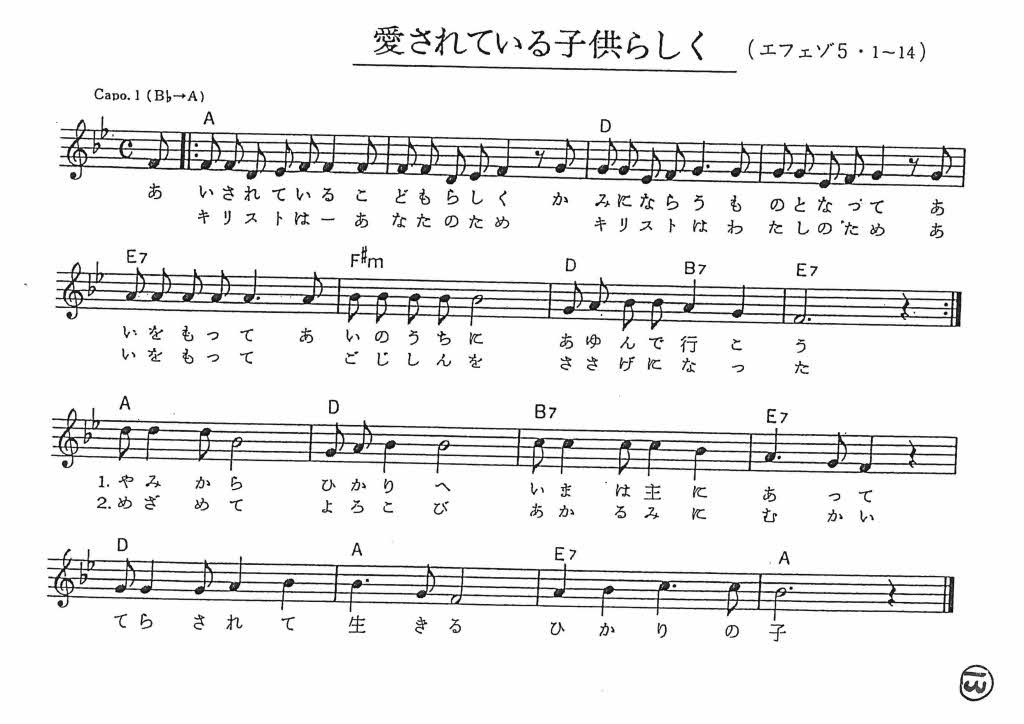 愛されている子供らしく (エフェゾ5・1~14)
Capo.1 (B♭→A)
A D
あ いされている こ どもらしく か みにならう ものとなって あ
キリストは一 あなたのため キリストは わたしのため あ
E7 F#m D B7 E7
いをもって あ いのうちに あゆんで行 こ う
いをもって ごじしんを ささげにな っ た
A D B7 E7
1. やみ から ひかり へ いま は主に あ って
2. めざ めて よろこ び あか るみに む かい
D A E7 A
てら されて 生 きる ひかり の 子
13